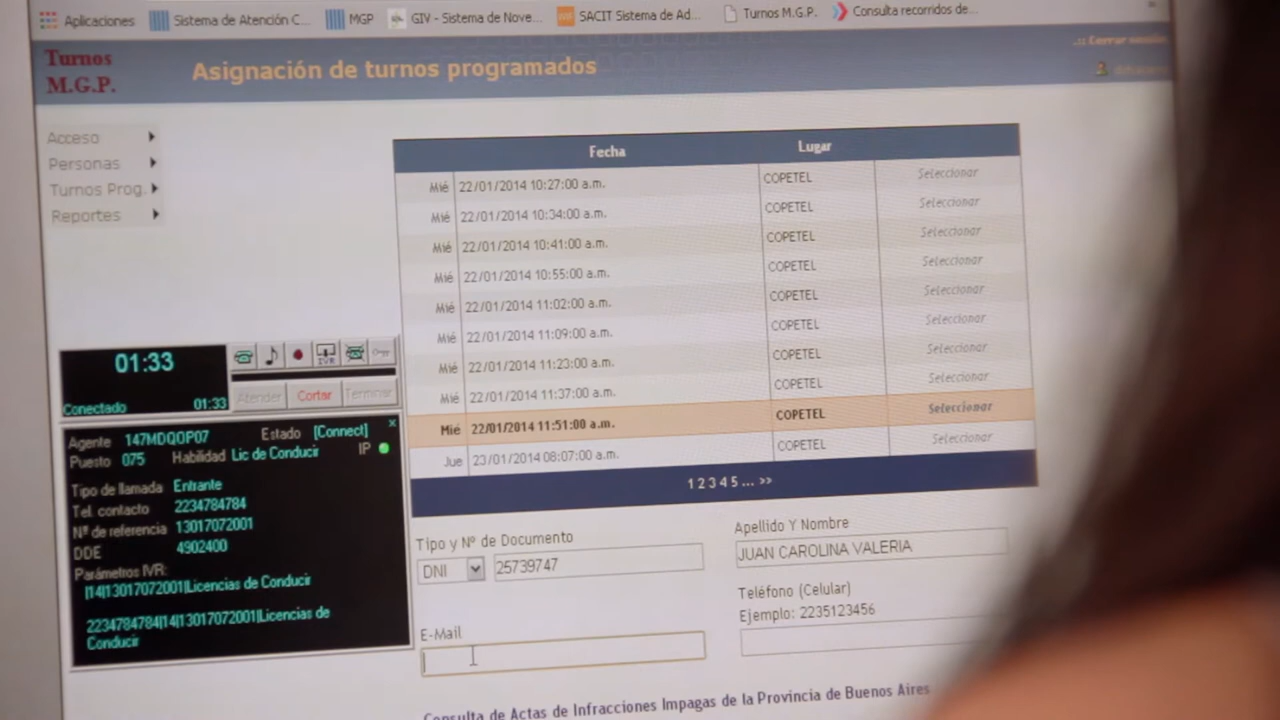 Aplicaciones Sistema de Atención C... MGP GIV - Sistema de Nove... SACIT Sistema de Ad... Turnos M.G.P. Consulta recorridos de...
Turnos
M.G.P.
Asignación de turnos programados
.:: Cerrar sesión
Acceso
Personas
Turnos Prog.
Reportes
Fecha Lugar
Mié 22/01/2014 10:27:00 a.m. COPETEL Seleccionar
Mié 22/01/2014 10:34:00 a.m. COPETEL Seleccionar
Mié 22/01/2014 10:41:00 a.m. COPETEL Seleccionar
Mié 22/01/2014 10:55:00 a.m. COPETEL Seleccionar
Mié 22/01/2014 11:02:00 a.m. COPETEL Seleccionar
Mié 22/01/2014 11:09:00 a.m. COPETEL Seleccionar
Mié 22/01/2014 11:23:00 a.m. COPETEL Seleccionar
Mié 22/01/2014 11:37:00 a.m. COPETEL Seleccionar
Mié 22/01/2014 11:51:00 a.m. COPETEL Seleccionar
Jue 23/01/2014 08:07:00 a.m. COPETEL Seleccionar
1 2 3 4 5 ... >>
01:33
Conectado 01:33
IVR
Atender Cortar Terminar
Agente 147MDQOP07 Estado [Connect]
Puesto 075 Habilidad Lic de Conducir IP
Tipo de llamada Entrante
Tel. contacto 2234784784
Nº de referencia 13017072001
DDE 4902400
Parámetros IVR:
|14|13017072001|Licencias de Conducir
2234784784|14|13017072001|Licencias de
Conducir
Tipo y Nº de Documento
DNI 25739747
Apellido Y Nombre
JUAN CAROLINA VALERIA
E-Mail
Teléfono (Celular)
Ejemplo: 2235123456
Consulta de Actas de Infracciones Impagas de la Provincia de Buenos Aires